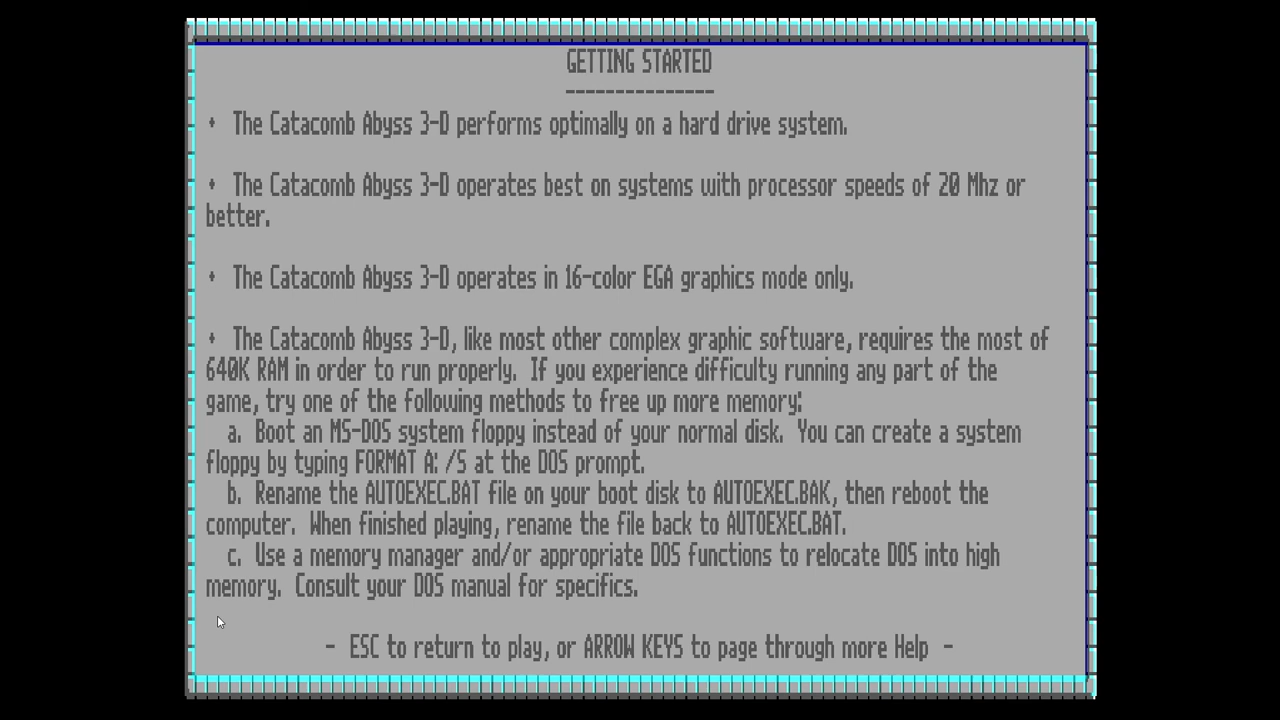 GETTING STARTED
---------------
• The Catacomb Abyss 3-D performs optimally on a hard drive system.
• The Catacomb Abyss 3-D operates best on systems with processor speeds of 20 Mhz or
better.
• The Catacomb Abyss 3-D operates in 16-color EGA graphics mode only.
• The Catacomb Abyss 3-D, like most other complex graphic software, requires the most of
640K RAM in order to run properly.  If you experience difficulty running any part of the
game, try one of the following methods to free up more memory:
a.  Boot an MS-DOS system floppy instead of your normal disk.  You can create a system
floppy by typing FORMAT A: /S at the DOS prompt.
b.  Rename the AUTOEXEC.BAT file on your boot disk to AUTOEXEC.BAK, then reboot the
computer.  When finished playing, rename the file back to AUTOEXEC.BAT.
c.  Use a memory manager and/or appropriate DOS functions to relocate DOS into high
memory.  Consult your DOS manual for specifics.
- ESC to return to play, or ARROW KEYS to page through more Help -